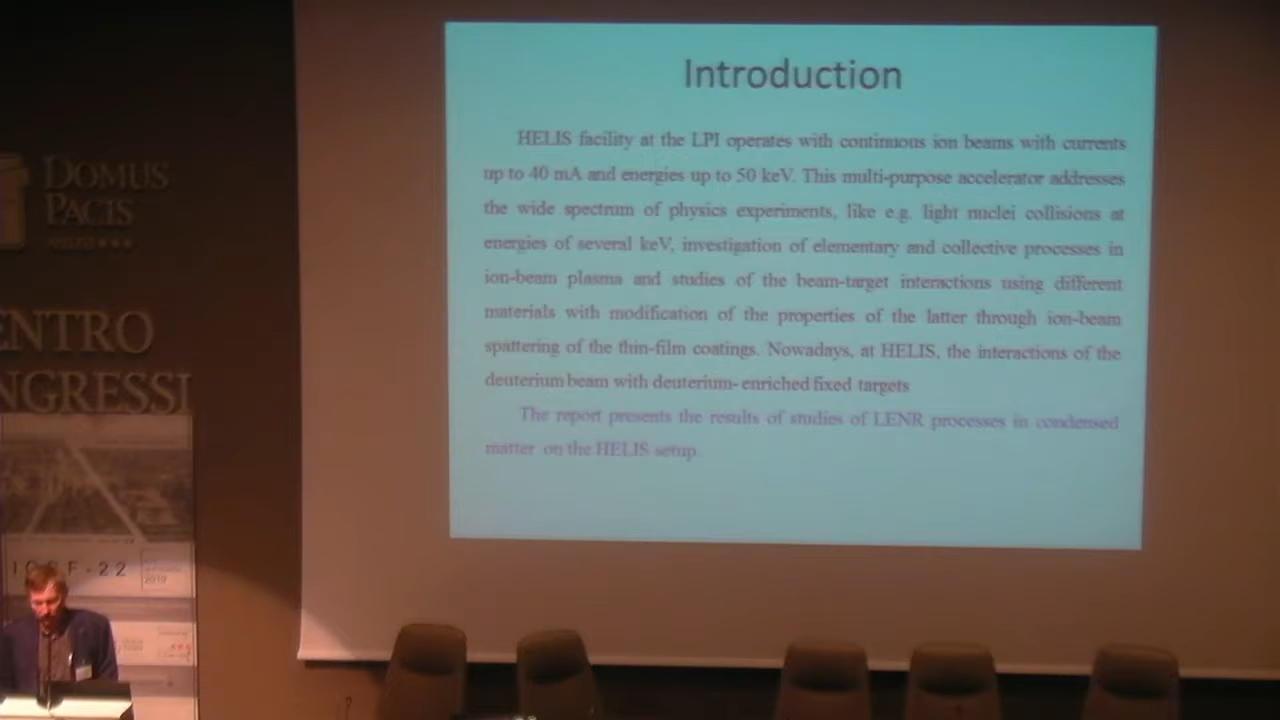 Introduction
HELIS facility at the LPI operates with continuous ion beams with currents
up to 40 mA and energies up to 50 keV. This multi-purpose accelerator addresses
the wide spectrum of physics experiments, like e.g. light nuclei collisions at
energies of several keV, investigation of elementary and collective processes in
ion-beam plasma and studies of the beam-target interactions using different
materials with modification of the properties of the latter through ion-beam
spattering of the thin-film coatings. Nowadays, at HELIS, the interactions of the
deuterium beam with deuterium- enriched fixed targets
The report presents the results of studies of LENR processes in condensed
matter on the HELIS setup.
DOMUS
PACIS
ENTRO
NGRESSI
F-22
2019